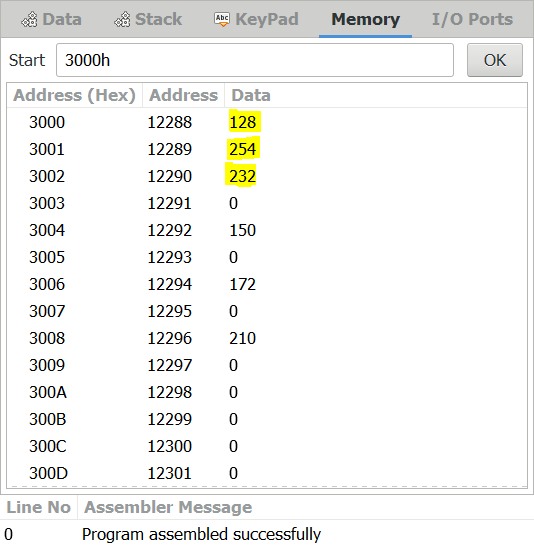 Data Stack Abc KeyPad Memory I/O Ports
Start 3000h OK
Address (Hex) Address Data
3000 12288 128
3001 12289 254
3002 12290 232
3003 12291 0
3004 12292 150
3005 12293 0
3006 12294 172
3007 12295 0
3008 12296 210
3009 12297 0
300A 12298 0
300B 12299 0
300C 12300 0
300D 12301 0
Line No Assembler Message
0 Program assembled successfully